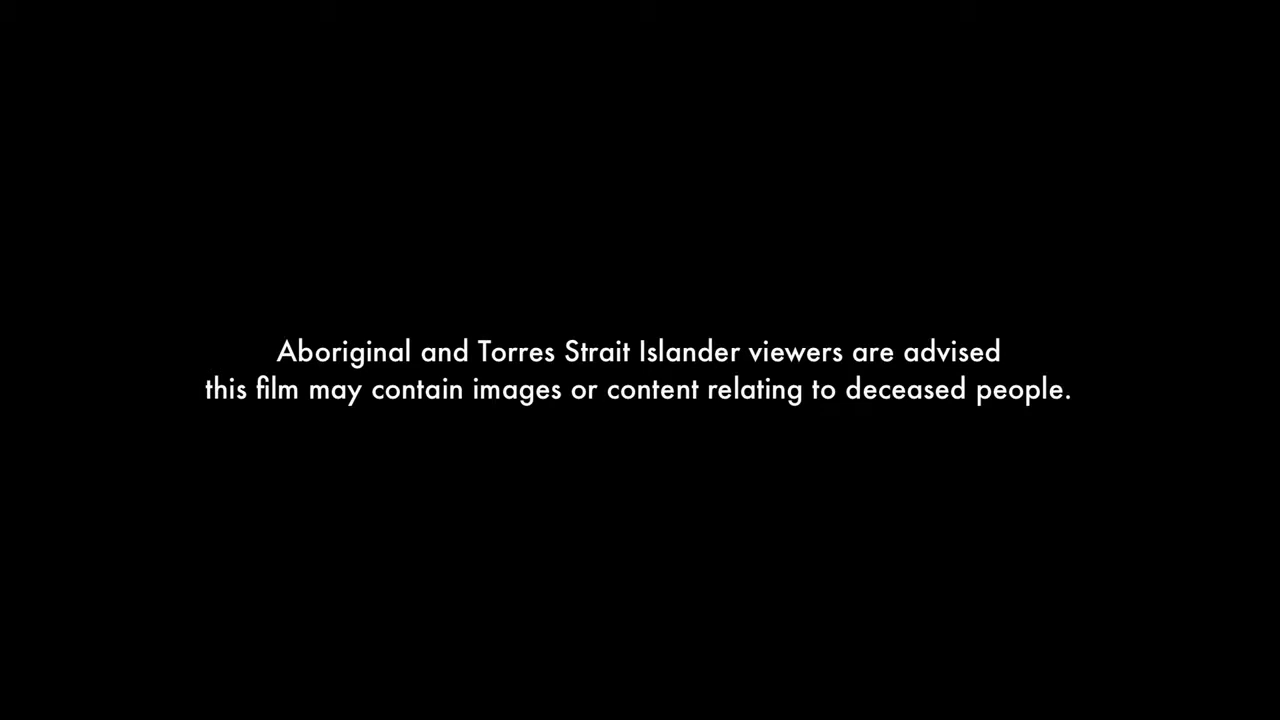 Aboriginal and Torres Strait Islander viewers are advised
this film may contain images or content relating to deceased people.